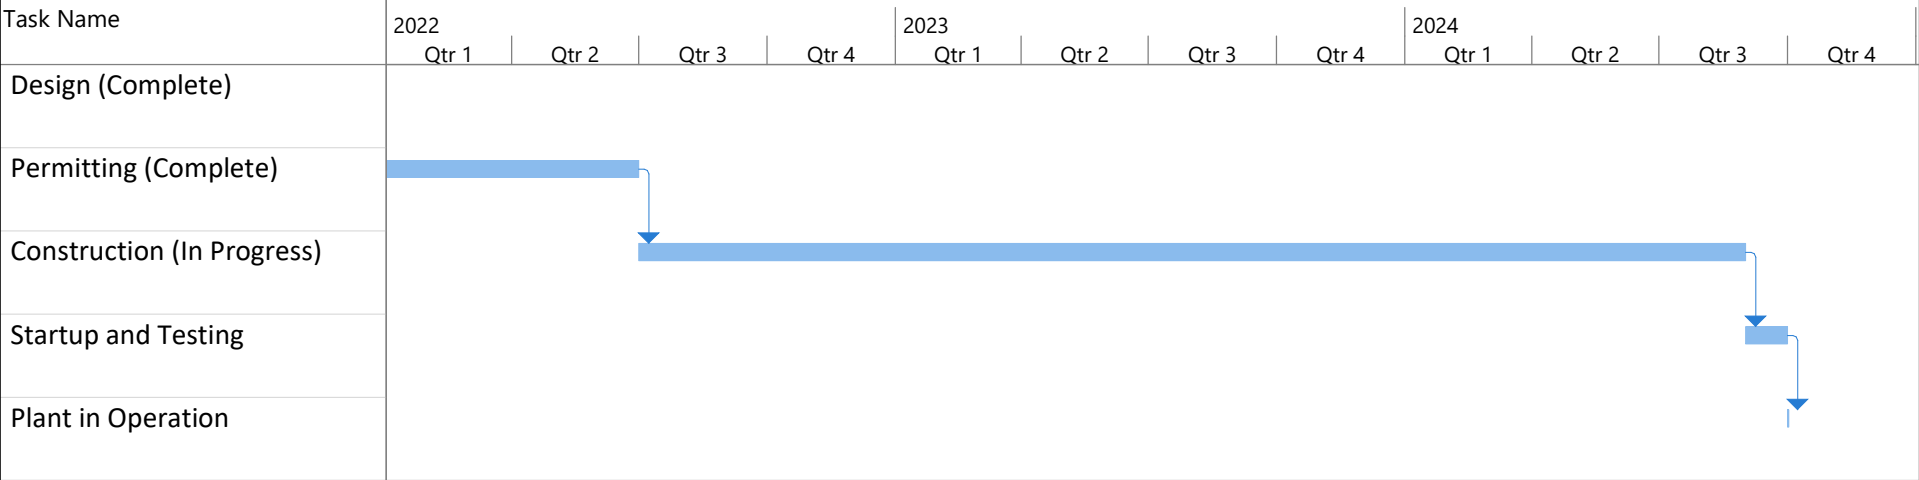 Task Name
2022
2023
2024
Qtr 1
Qtr 2
Qtr 3
Qtr 4
Qtr 1
Qtr 2
Qtr 3
Qtr 4
Qtr 1
Qtr 2
Qtr 3
Qtr 4
Design (Complete)
Permitting (Complete)
Construction (In Progress)
Startup and Testing
Plant in Operation